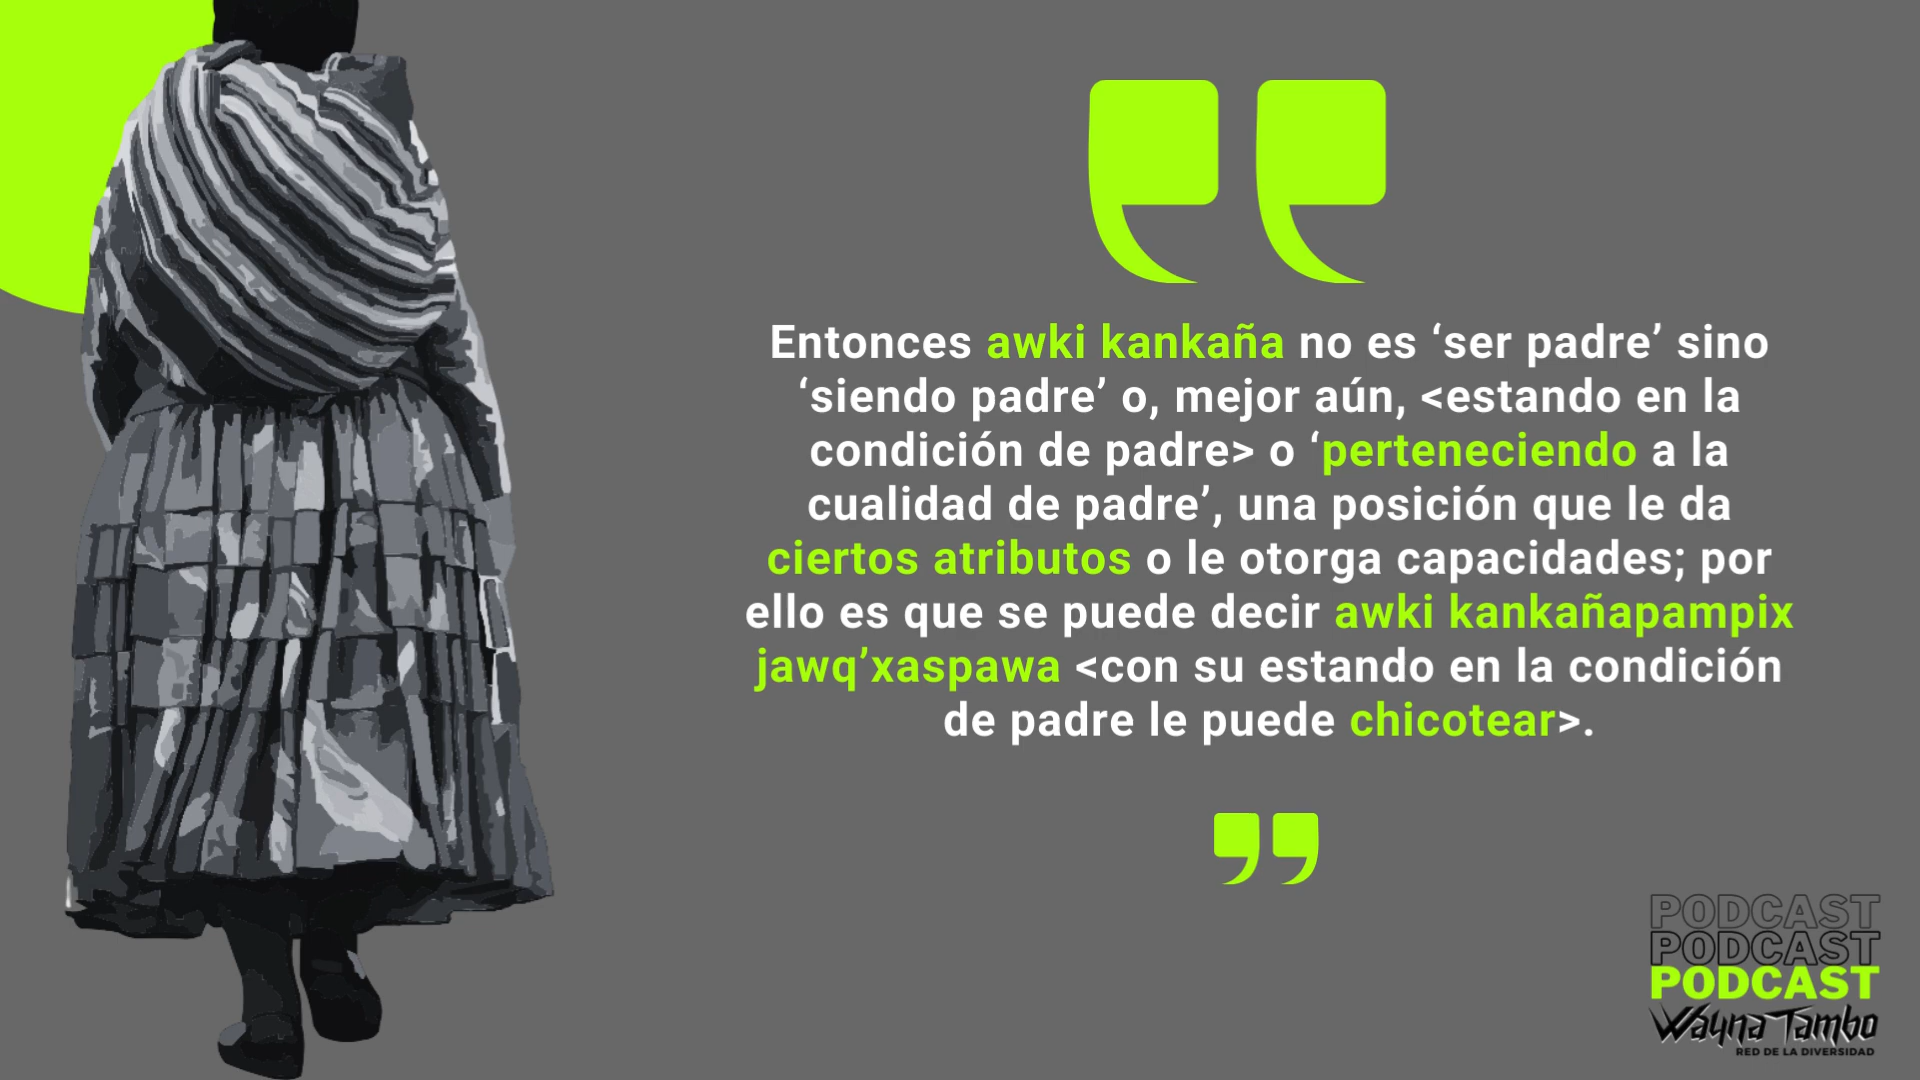 Entonces awki kankaña no es ‘ser padre’ sino
‘siendo padre’ o, mejor aún, <estando en la
condición de padre> o ‘perteneciendo a la
cualidad de padre’, una posición que le da
ciertos atributos o le otorga capacidades; por
ello es que se puede decir awki kankañapampix
jawq’xaspawa <con su estando en la condición
de padre le puede chicotear>.
PODCAST
PODCAST
PODCAST
Wayna Tambo
RED DE LA DIVERSIDAD